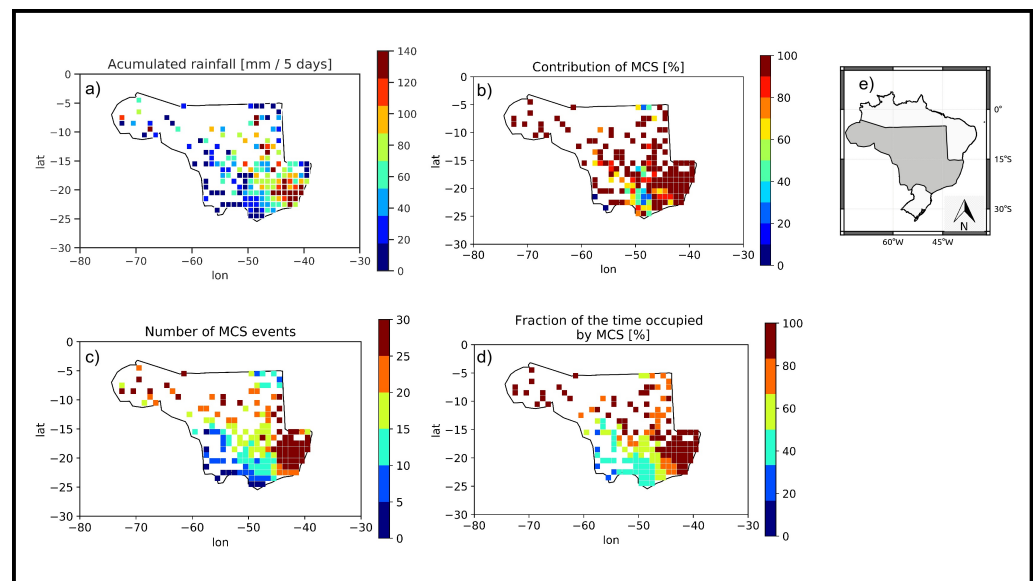 Acumulated rainfall [mm / 5 days]
a)
0
−5
−10
−15
−20
−25
−30
lat
−80 −70 −60 −50 −40 −30
lon
140
120
100
80
60
40
20
0
Contribution of MCS [%]
b)
0
−5
−10
−15
−20
−25
−30
lat
−80 −70 −60 −50 −40 −30
lon
100
80
60
40
20
0
e)
0°
15°S
30°S
60°W 45°W
N
Number of MCS events
c)
0
−5
−10
−15
−20
−25
−30
lat
−80 −70 −60 −50 −40 −30
lon
30
25
20
15
10
5
0
Fraction of the time occupied
by MCS [%]
d)
0
−5
−10
−15
−20
−25
−30
lat
−80 −70 −60 −50 −40 −30
lon
100
80
60
40
20
0